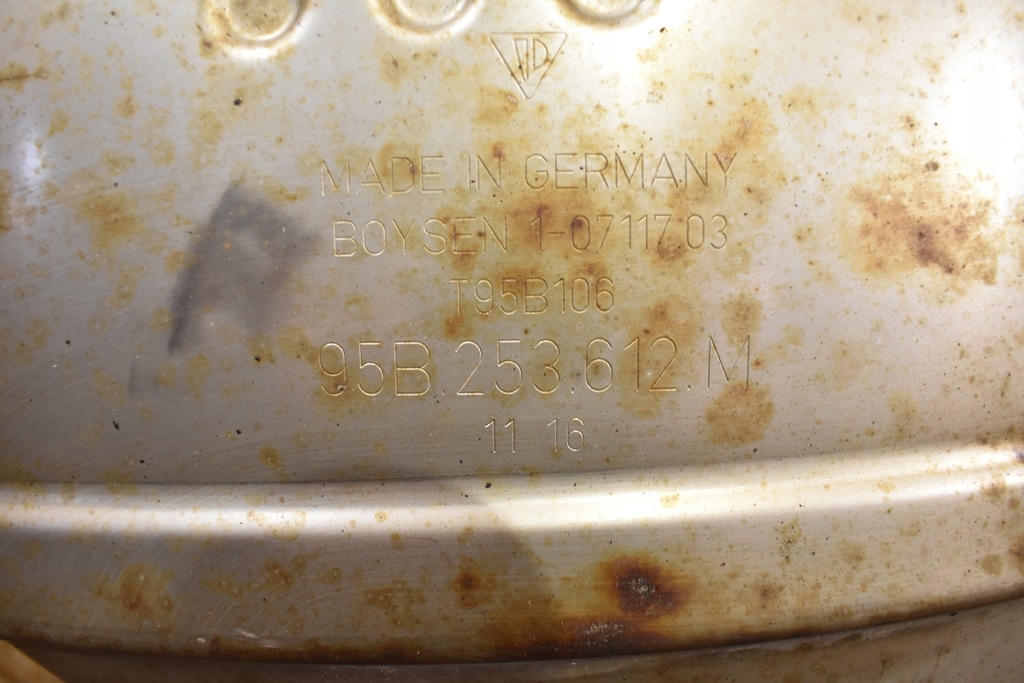 MADE IN GERMANY
BOYSEN 1-07117.03
T95B106
95B.253.612.M
11 16